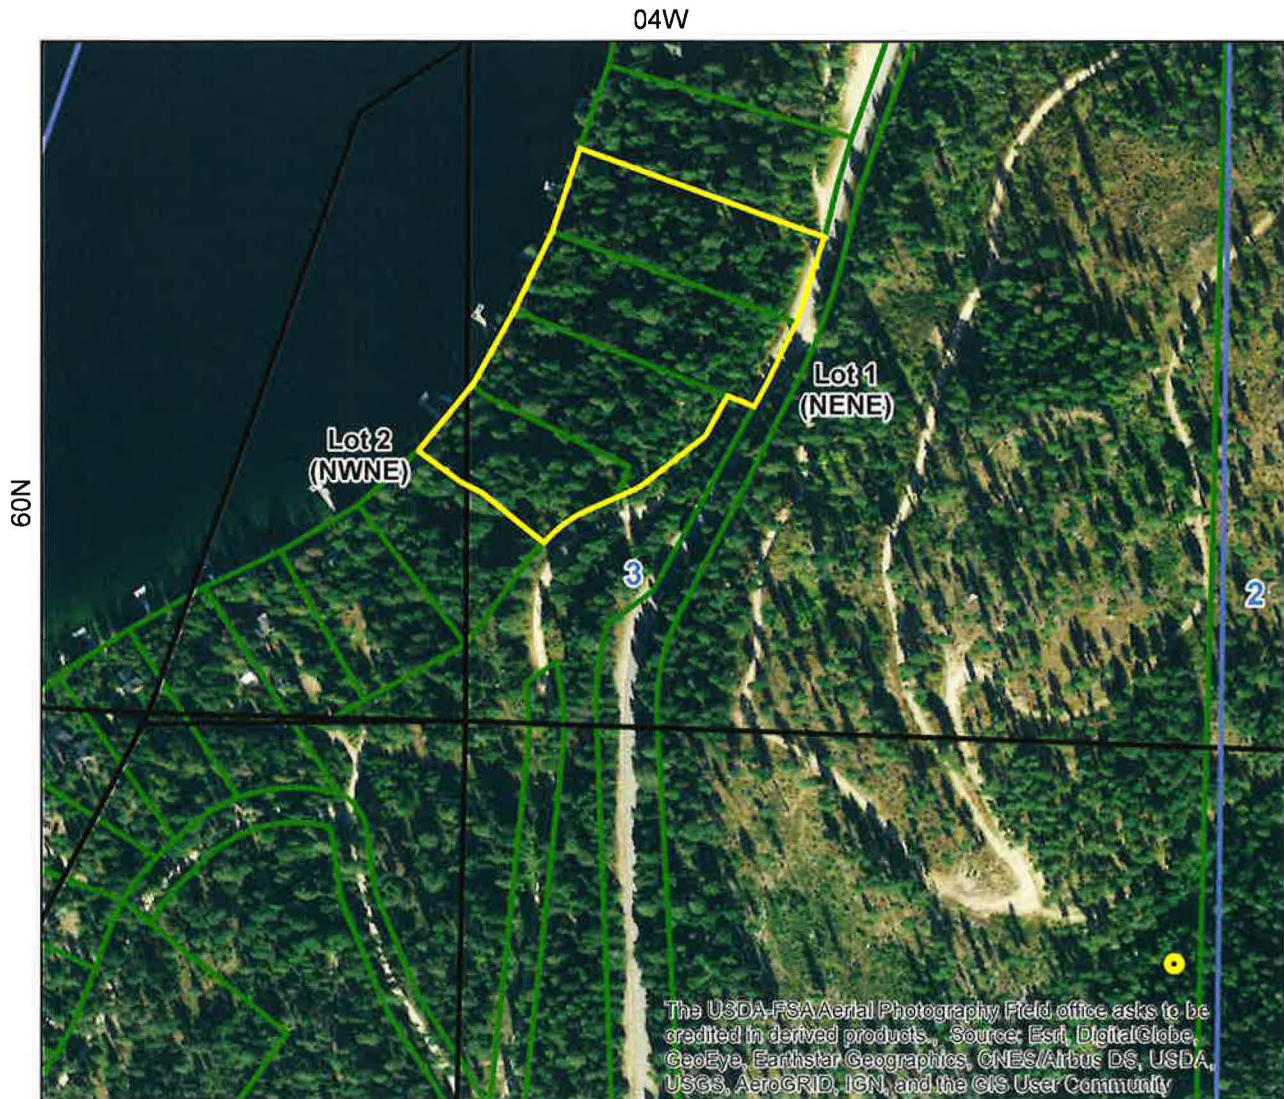 04W
Lot 1
(NENE)
Lot 2
(NWNE)
60N
3
2
The USDA-FSA Aerial Photography Field office asks to be
credited in derived products., Source: Esri, DigitalGlobe,
GeoEye, Earthstar Geographics, CNES/Airbus DS, USDA,
USGS, AeroGRID, IGN, and the GIS User Community